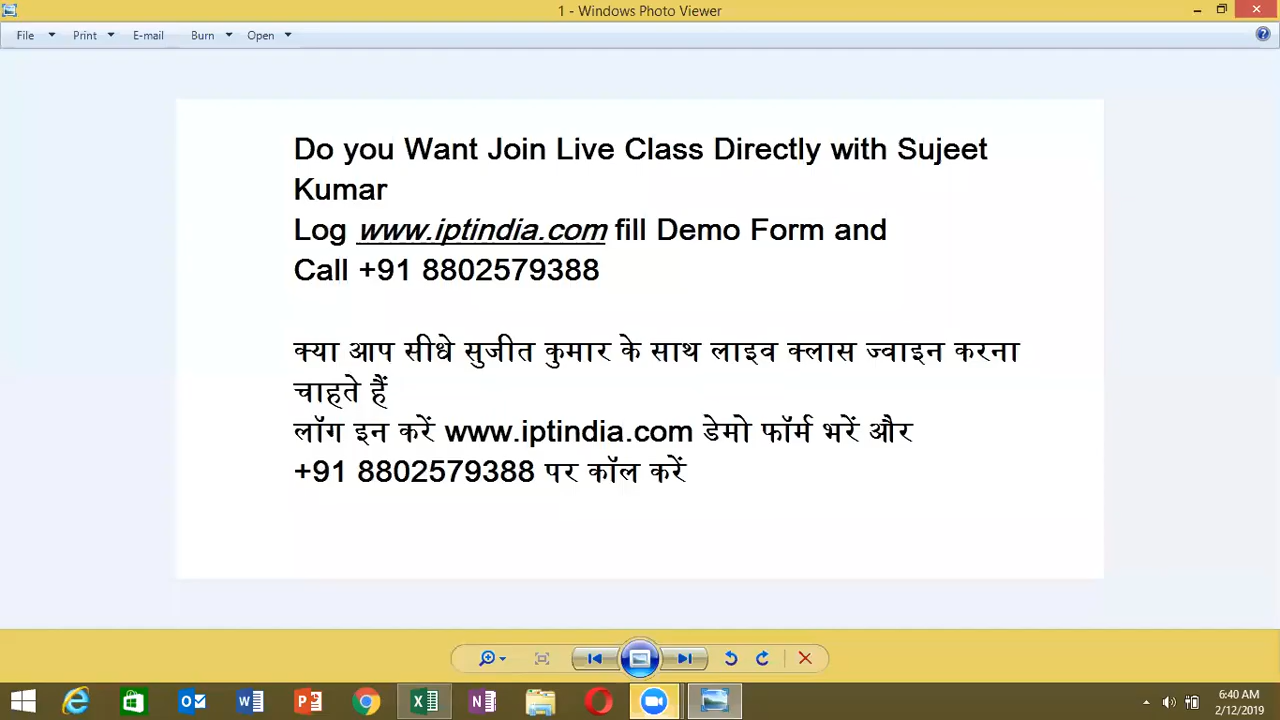 1 - Windows Photo Viewer
File Print E-mail Burn Open
Do you Want Join Live Class Directly with Sujeet
Kumar
Log www.iptindia.com fill Demo Form and
Call +91 8802579388
क्या आप सीधे सुजीत कुमार के साथ लाइव क्लास ज्वाइन करना
चाहते हैं
लॉग इन करें www.iptindia.com डेमो फॉर्म भरें और
+91 8802579388 पर कॉल करें
6:40 AM
2/12/2019